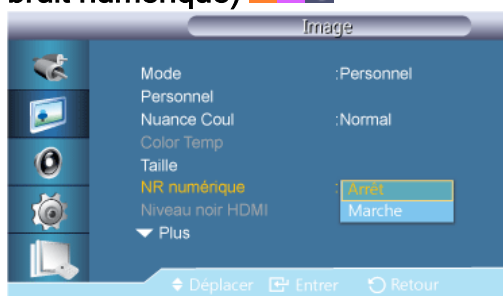 bruit numérique)
Image
Mode :Personnel
Personnel
Nuance Coul :Normal
Color Temp
Taille
NR numérique : Arrêt
Marche
Niveau noir HDMI
Plus
Déplacer Entrer Retour